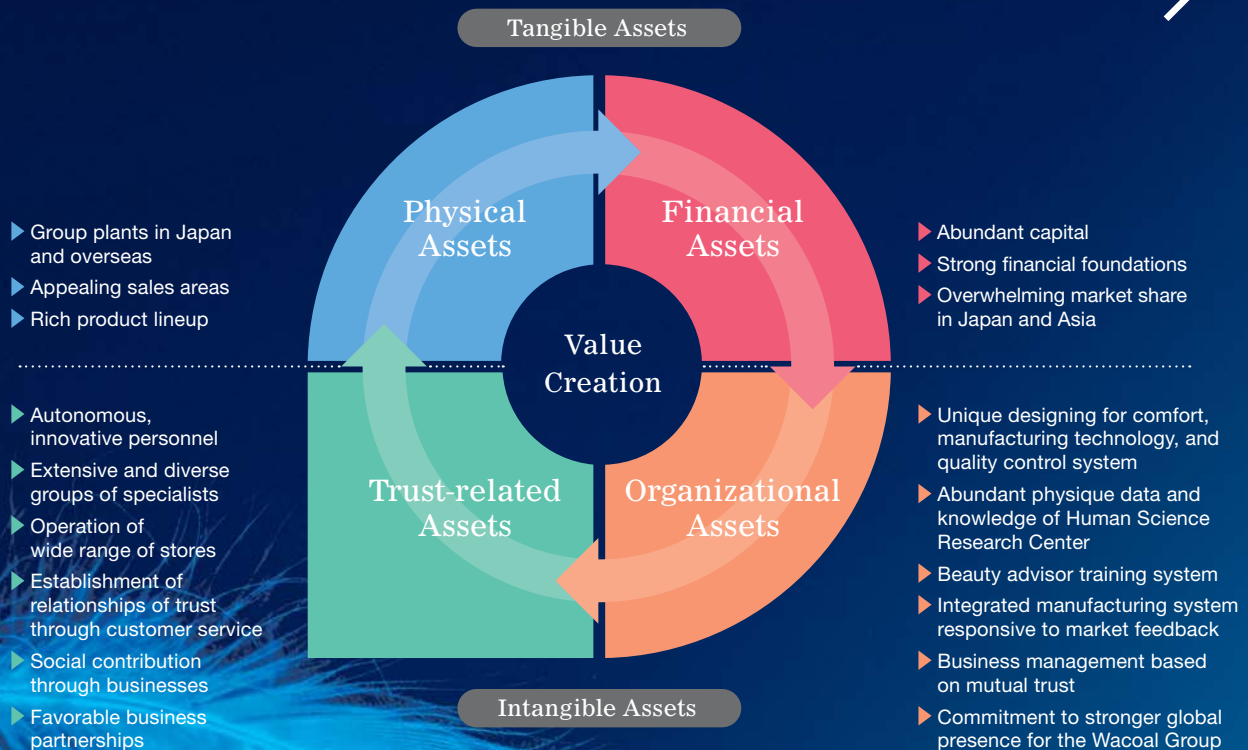 Tangible Assets
Physical
Assets
Financial
Assets
Group plants in Japan
and overseas
Appealing sales areas
Rich product lineup
Abundant capital
Strong financial foundations
Overwhelming market share
in Japan and Asia
Value
Creation
Autonomous,
innovative personnel
Extensive and diverse
groups of specialists
Operation of
wide range of stores
Establishment of
relationships of trust
through customer service
Social contribution
through businesses
Favorable business
partnerships
Trust-related
Assets
Organizational
Assets
Unique designing for comfort,
manufacturing technology, and
quality control system
Abundant physique data and
knowledge of Human Science
Research Center
Beauty advisor training system
Integrated manufacturing system
responsive to market feedback
Business management based
on mutual trust
Commitment to stronger global
presence for the Wacoal Group
Intangible Assets